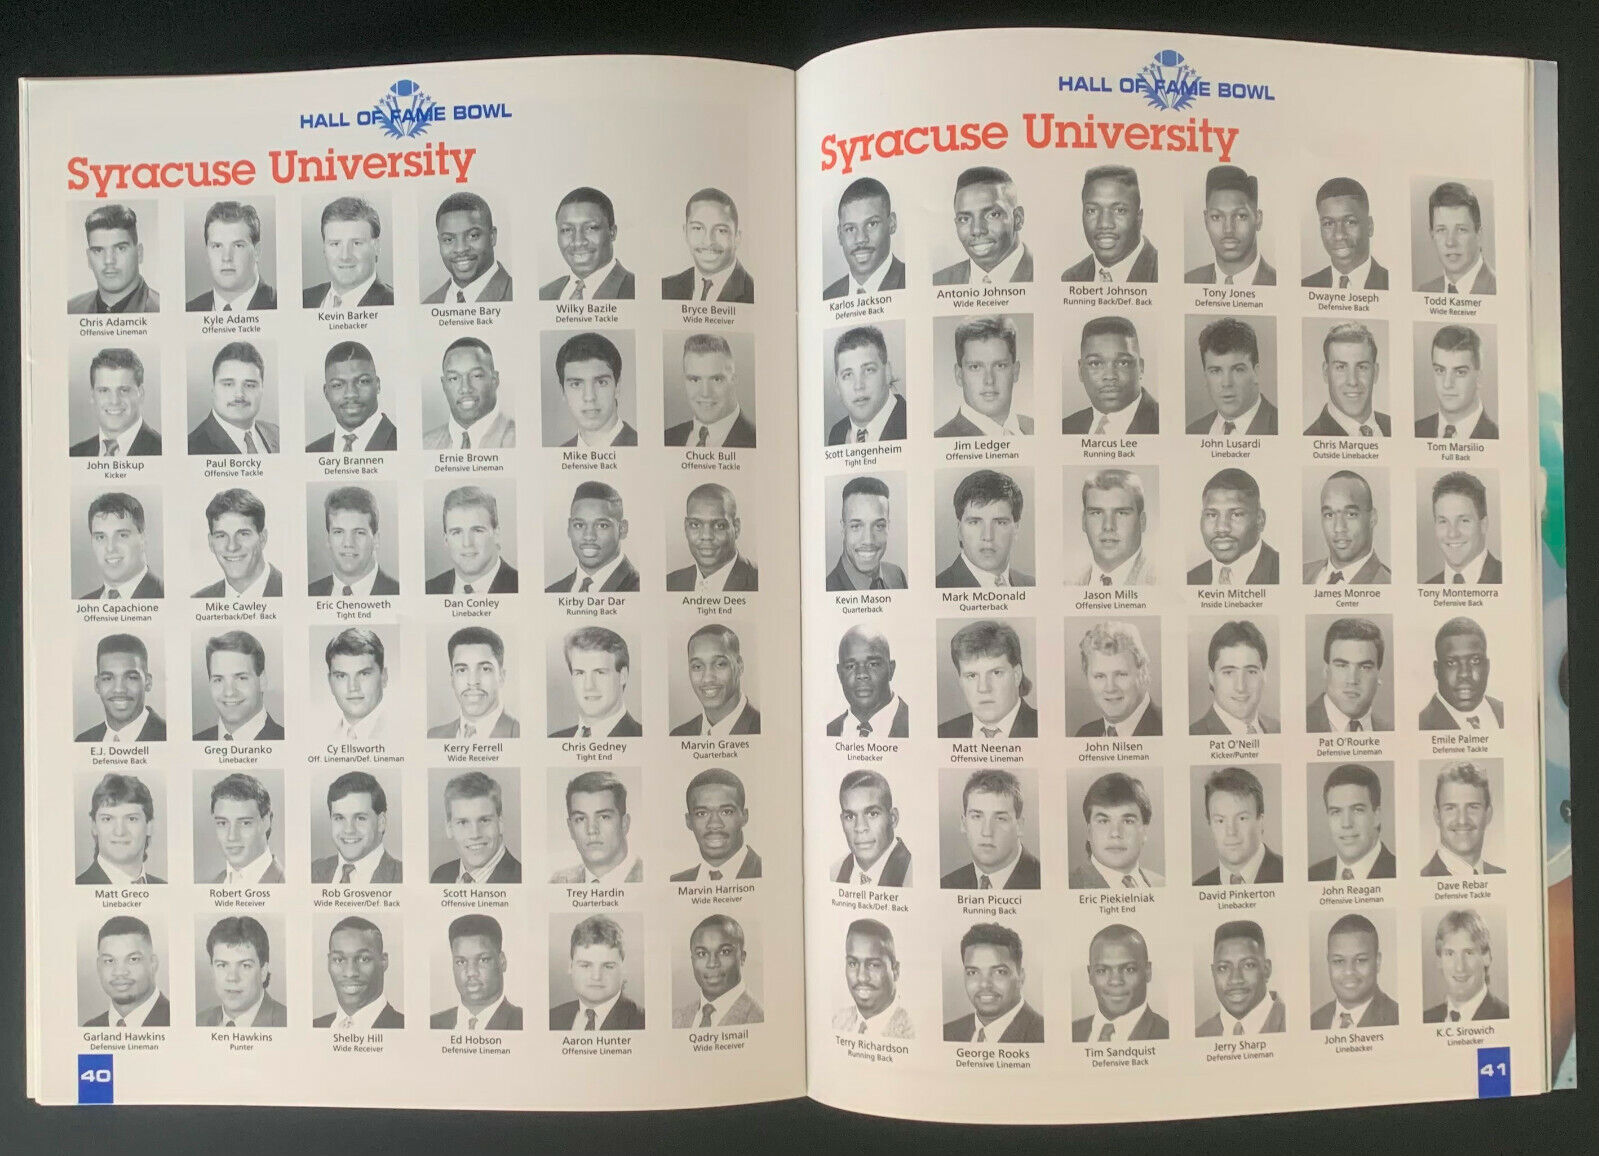 HALL OF FAME BOWL
Syracuse University
Chris Adamcik
Offensive Lineman
Kyle Adams
Offensive Tackle
Kevin Barker
Linebacker
Ousmane Bary
Defensive Back
Wilky Bazile
Defensive Tackle
Bryce Bevill
Wide Receiver
John Biskup
Kicker
Paul Borcky
Offensive Tackle
Gary Brannen
Defensive Back
Ernie Brown
Defensive Lineman
Mike Bucci
Defensive Back
Chuck Bull
Offensive Tackle
John Capachione
Offensive Lineman
Mike Cawley
Quarterback/Def. Back
Eric Chenoweth
Tight End
Dan Conley
Linebacker
Kirby Dar Dar
Running Back
Andrew Dees
Tight End
E.J. Dowdell
Defensive Back
Greg Duranko
Linebacker
Cy Ellsworth
Off. Lineman/Def. Lineman
Kerry Ferrell
Wide Receiver
Chris Gedney
Tight End
Marvin Graves
Quarterback
Matt Greco
Linebacker
Robert Gross
Wide Receiver
Rob Grosvenor
Wide Receiver/Def. Back
Scott Hanson
Offensive Lineman
Trey Hardin
Quarterback
Marvin Harrison
Wide Receiver
Garland Hawkins
Defensive Lineman
Ken Hawkins
Punter
Shelby Hill
Wide Receiver
Ed Hobson
Defensive Lineman
Aaron Hunter
Offensive Lineman
Qadry Ismail
Wide Receiver
40
HALL OF FAME BOWL
Syracuse University
Karlos Jackson
Defensive Back
Antonio Johnson
Wide Receiver
Robert Johnson
Running Back/Def. Back
Tony Jones
Defensive Lineman
Dwayne Joseph
Defensive Back
Todd Kasmer
Wide Receiver
Scott Langenheim
Tight End
Jim Ledger
Offensive Lineman
Marcus Lee
Running Back
John Lusardi
Linebacker
Chris Marques
Outside Linebacker
Tom Marsilio
Full Back
Kevin Mason
Quarterback
Mark McDonald
Quarterback
Jason Mills
Offensive Lineman
Kevin Mitchell
Inside Linebacker
James Monroe
Center
Tony Montemorra
Defensive Back
Charles Moore
Linebacker
Matt Neenan
Offensive Lineman
John Nilsen
Offensive Lineman
Pat O'Neill
Kicker/Punter
Pat O'Rourke
Defensive Lineman
Emile Palmer
Defensive Tackle
Darrell Parker
Running Back/Def. Back
Brian Picucci
Running Back
Eric Piekielniak
Tight End
David Pinkerton
Linebacker
John Reagan
Offensive Lineman
Dave Rebar
Defensive Tackle
Terry Richardson
Running Back
George Rooks
Defensive Lineman
Tim Sandquist
Defensive Back
Jerry Sharp
Defensive Lineman
John Shavers
Linebacker
K.C. Sirowich
Linebacker
41